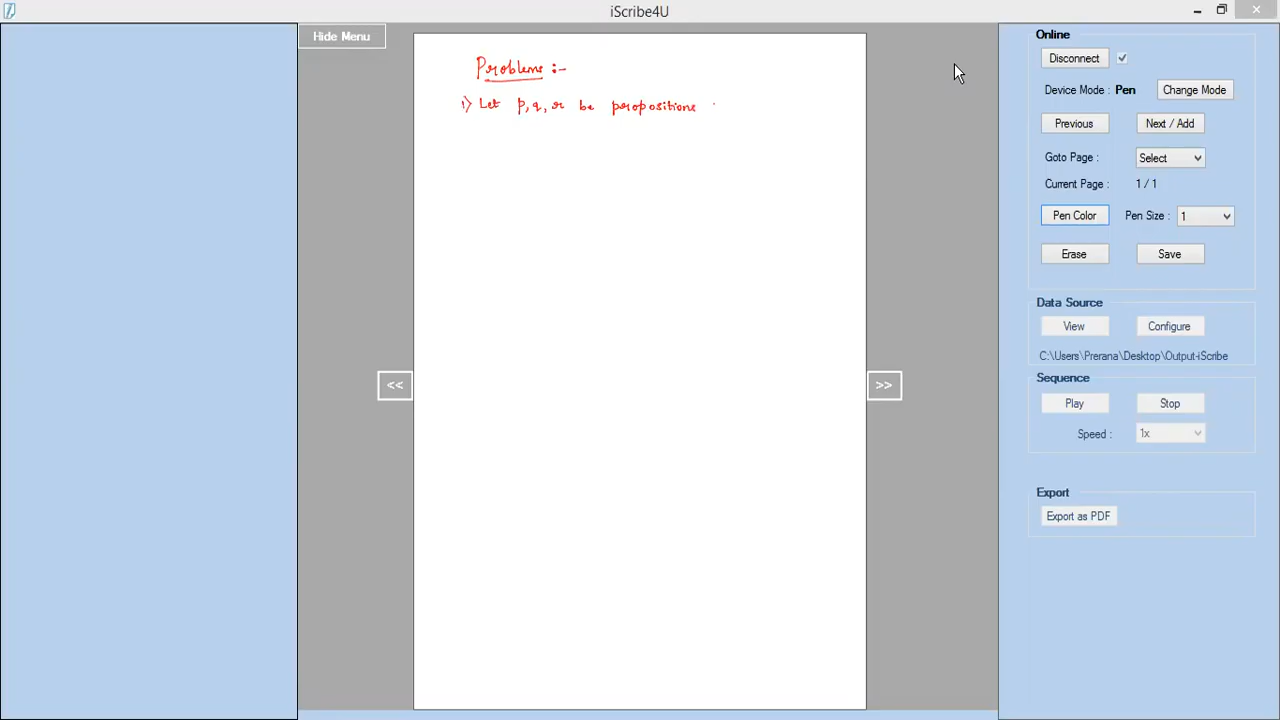 iScribe4U
Hide Menu
Problems :-
1) Let p, q, r be propositions
<<
>>
Online
Disconnect
Device Mode : Pen Change Mode
Previous Next / Add
Goto Page : Select
Current Page : 1 / 1
Pen Color Pen Size : 1
Erase Save
Data Source
View Configure
C:\Users\Prerana\Desktop\Output-iScribe
Sequence
Play Stop
Speed : 1x
Export
Export as PDF